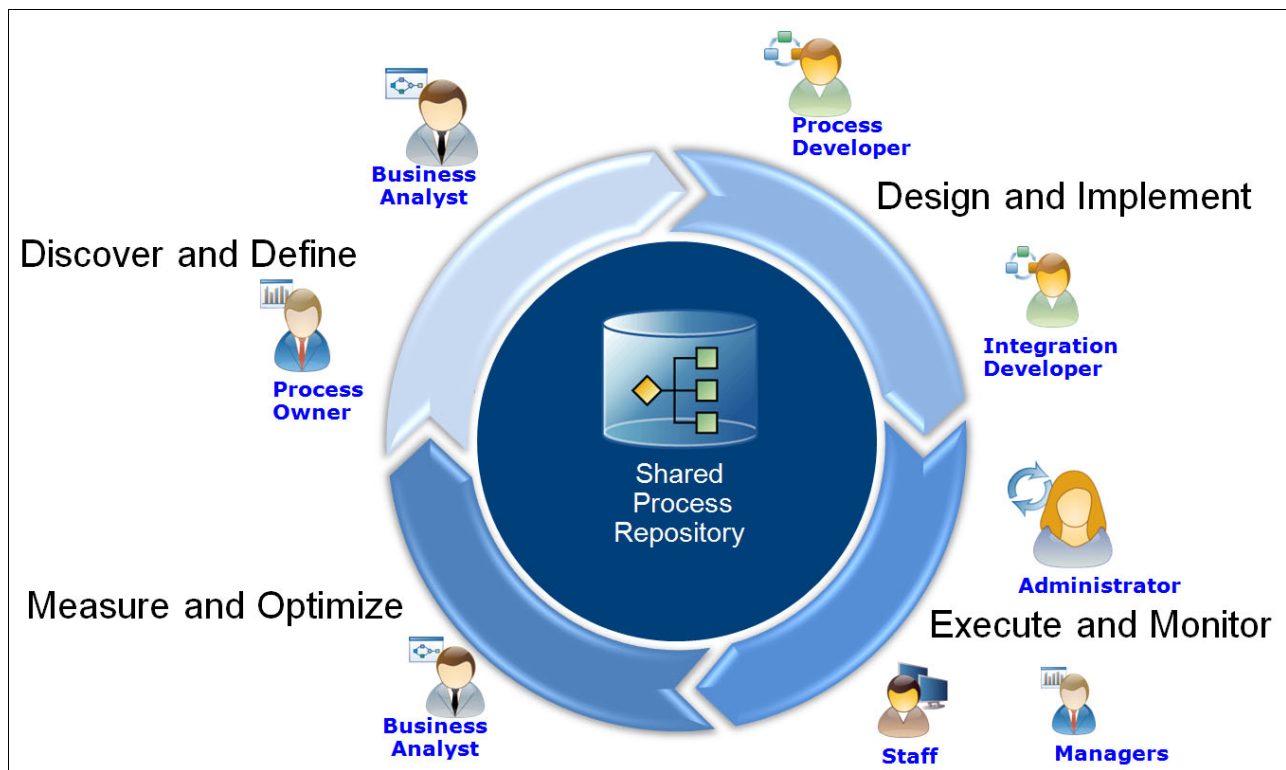 Business
Analyst
Process
Developer
Design and Implement
Discover and Define
Process
Owner
Integration
Developer
Shared
Process
Repository
Administrator
Measure and Optimize
Execute and Monitor
Business
Analyst
Staff
Managers